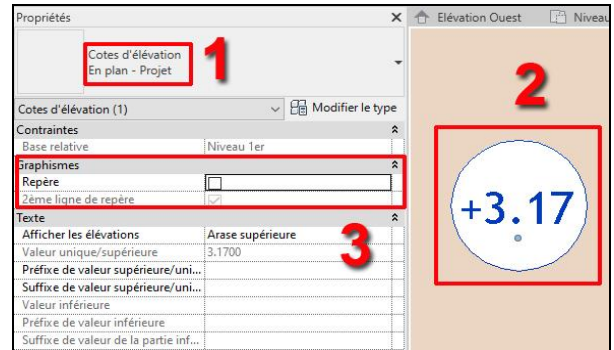 Propriétés
Elévation Ouest
Niveau
Cotes d'élévation
En plan - Projet
1
2
Cotes d'élévation (1)
Modifier le type
Contraintes
Base relative Niveau 1er
Graphismes
Repère
2ème ligne de repère
Texte
Afficher les élévations Arase supérieure
Valeur unique/supérieure 3.1700
Préfixe de valeur supérieure/uni...
Suffixe de valeur supérieure/uni...
Valeur inférieure
Préfixe de valeur inférieure
Suffixe de valeur de la partie inf...
3
+3.17